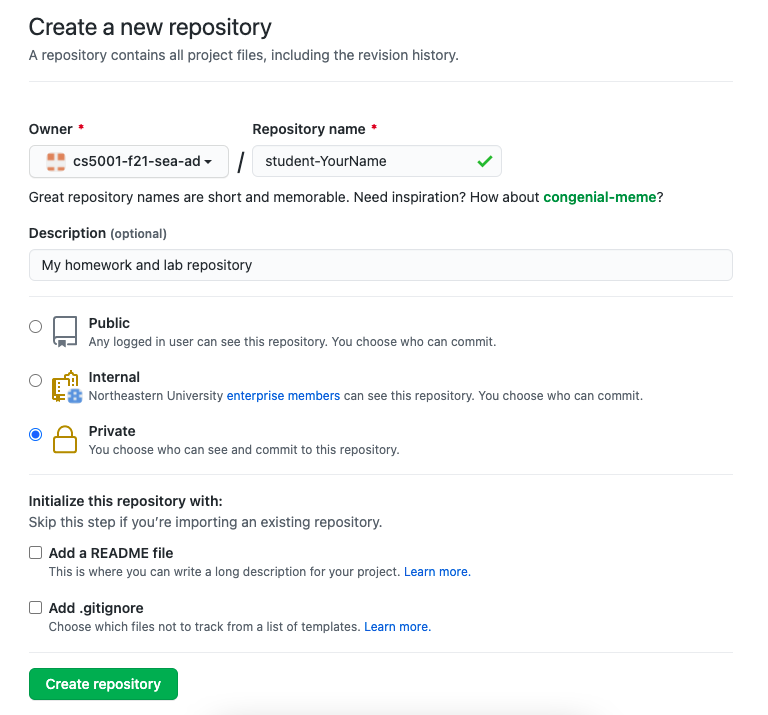 Create a new repository
A repository contains all project files, including the revision history.
Owner * Repository name *
cs5001-f21-sea-ad / student-YourName
Great repository names are short and memorable. Need inspiration? How about congenial-meme?
Description (optional)
My homework and lab repository
Public
Any logged in user can see this repository. You choose who can commit.
Internal
Northeastern University enterprise members can see this repository. You choose who can commit.
Private
You choose who can see and commit to this repository.
Initialize this repository with:
Skip this step if you’re importing an existing repository.
Add a README file
This is where you can write a long description for your project. Learn more.
Add .gitignore
Choose which files not to track from a list of templates. Learn more.
Create repository